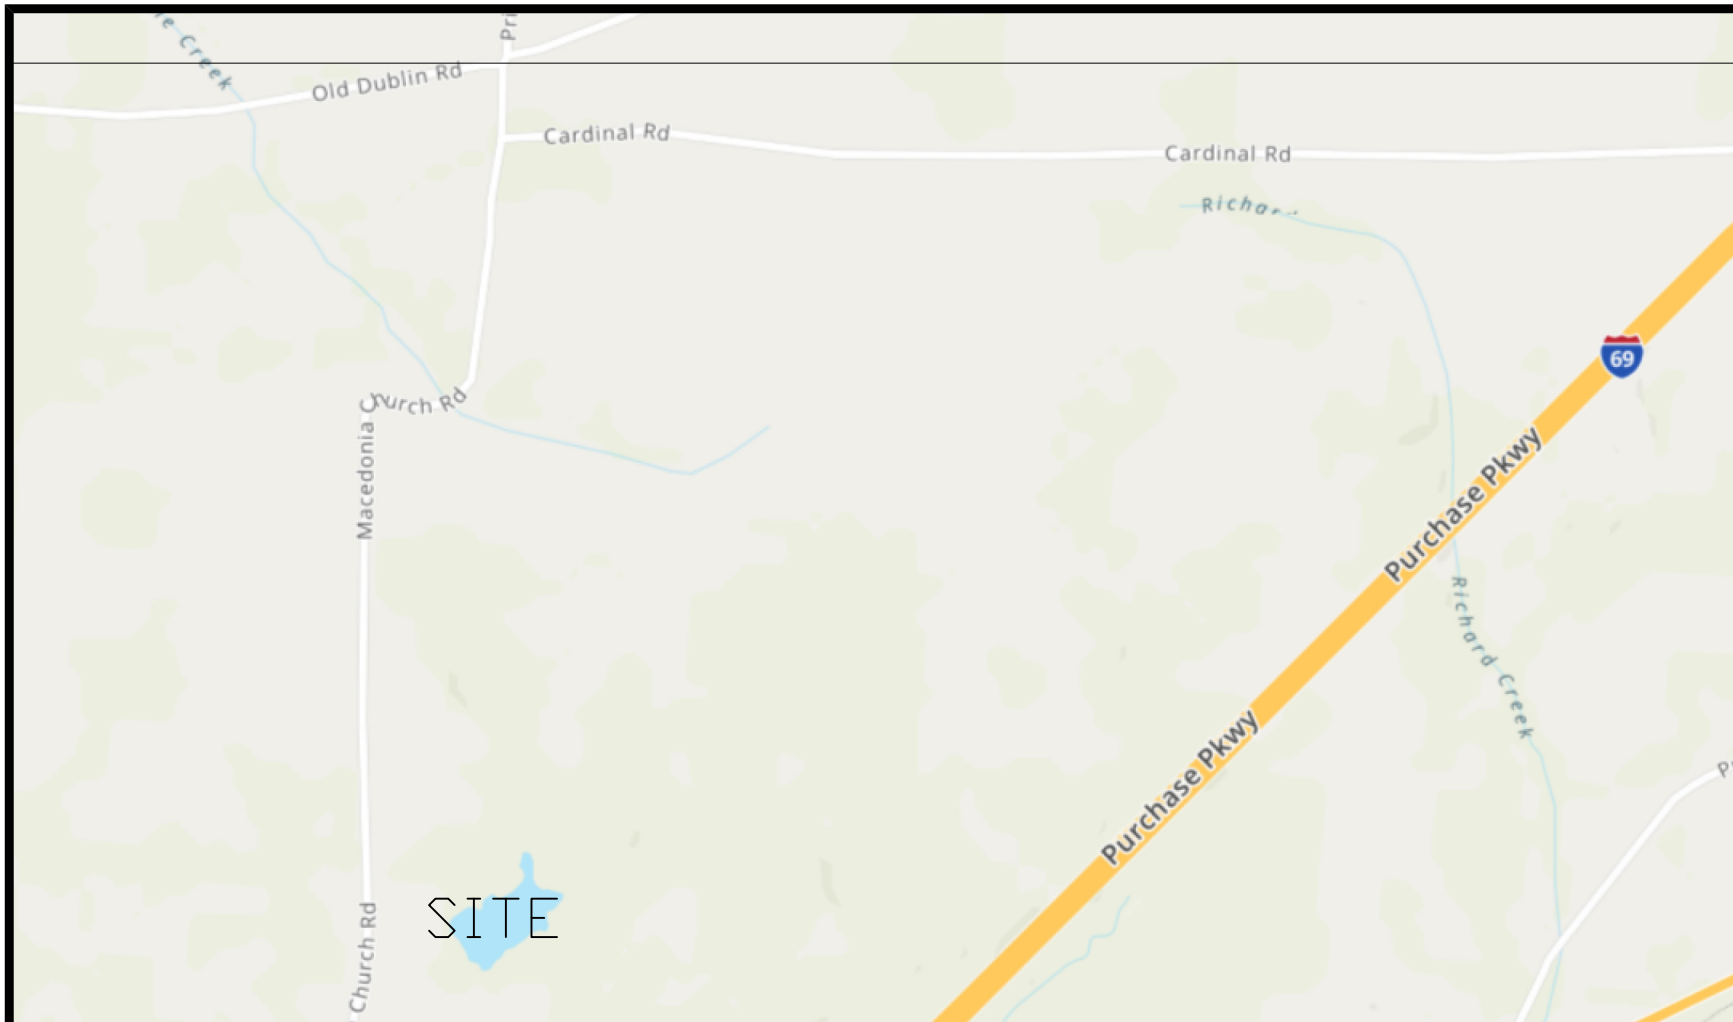 Creek
Old Dublin Rd
Cardinal Rd
Cardinal Rd
69
Macedonia Church Rd
Purchase Pkwy
Richard Creek
Purchase Pkwy
SITE
Church Rd